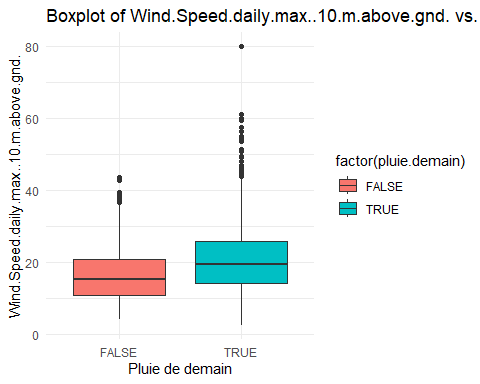 Boxplot of Wind.Speed.daily.max..10.m.above.gnd. vs.
Wind.Speed.daily.max..10.m.above.gnd.
80
60
40
20
0
FALSE TRUE
Pluie de demain
factor(pluie.demain)
FALSE
TRUE